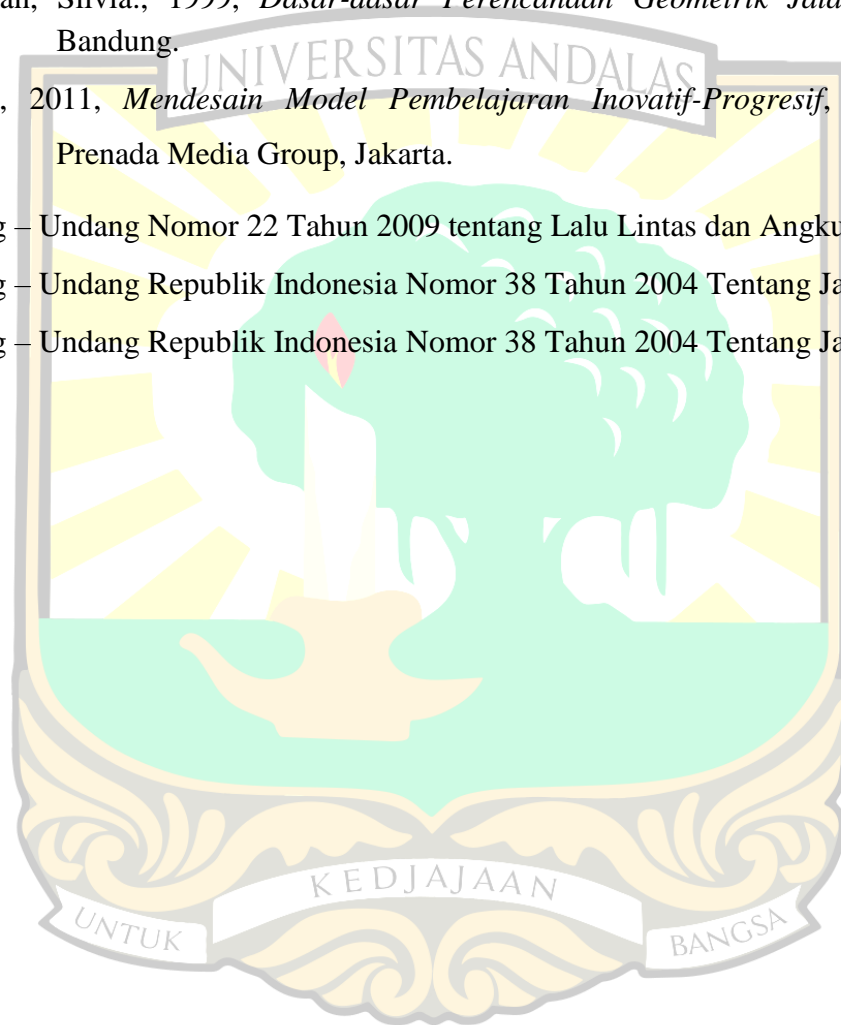 an, Silvia., 1999, Dasar-dasar Perencanaan Geometrik Jala
Bandung.
UNIVERSITAS ANDALAS
, 2011, Mendesain Model Pembelajaran Inovatif-Progresif,
Prenada Media Group, Jakarta.
g – Undang Nomor 22 Tahun 2009 tentang Lalu Lintas dan Angku
g – Undang Republik Indonesia Nomor 38 Tahun 2004 Tentang Ja
g – Undang Republik Indonesia Nomor 38 Tahun 2004 Tentang Ja
KEDJAJAAN
UNTUK
BANGSA